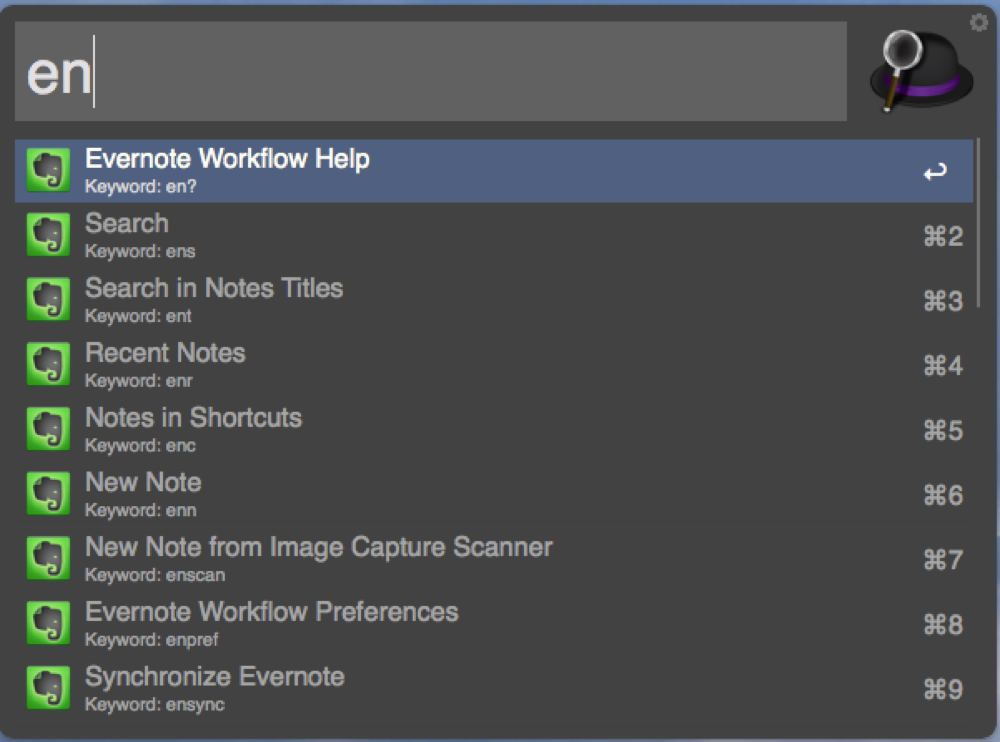 en
Evernote Workflow Help
Keyword: en?
↩
Search
Keyword: ens
⌘2
Search in Notes Titles
Keyword: ent
⌘3
Recent Notes
Keyword: enr
⌘4
Notes in Shortcuts
Keyword: enc
⌘5
New Note
Keyword: enn
⌘6
New Note from Image Capture Scanner
Keyword: enscan
⌘7
Evernote Workflow Preferences
Keyword: enpref
⌘8
Synchronize Evernote
Keyword: ensync
⌘9